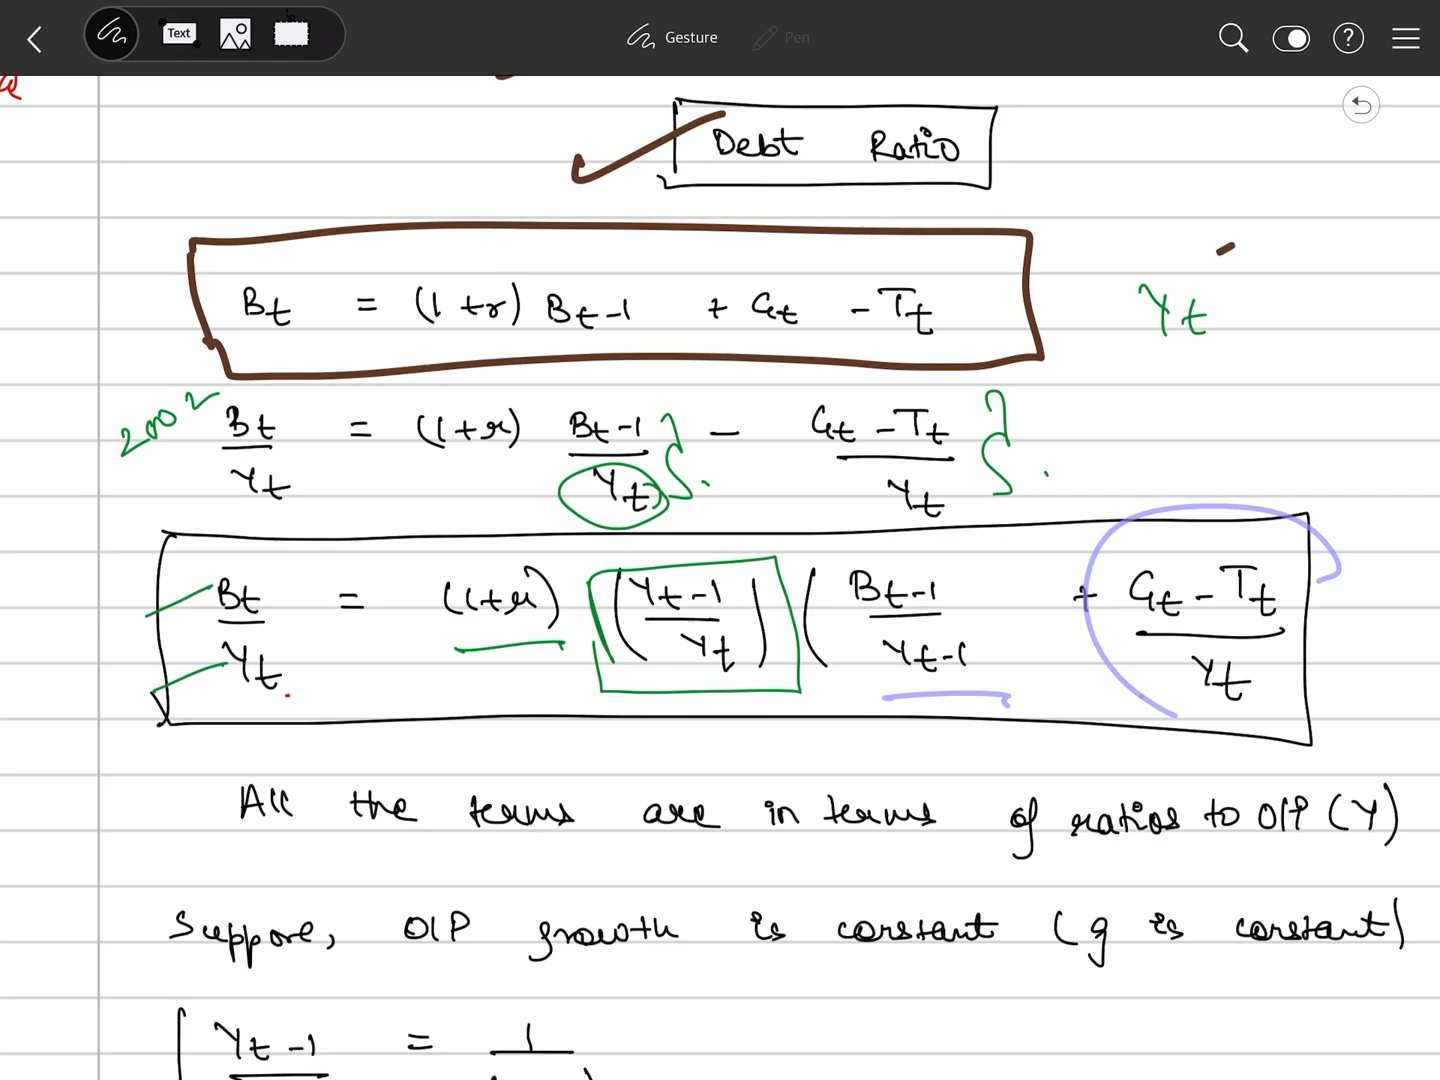 Text Gesture Pen ?
Debt Ratio
Bt = (1+r) Bt-1 + Gt - Tt
Yt
2002 Bt/Yt = (1+r) Bt-1/Yt - Gt - Tt/Yt
Bt/Yt = (1+r) (Yt-1/Yt) (Bt-1/Yt-1 + Gt - Tt/Yt
All the terms are in terms of ratios to O/P (Y)
Suppose, O/P growth is constant (g is constant)
Yt-1 = 1